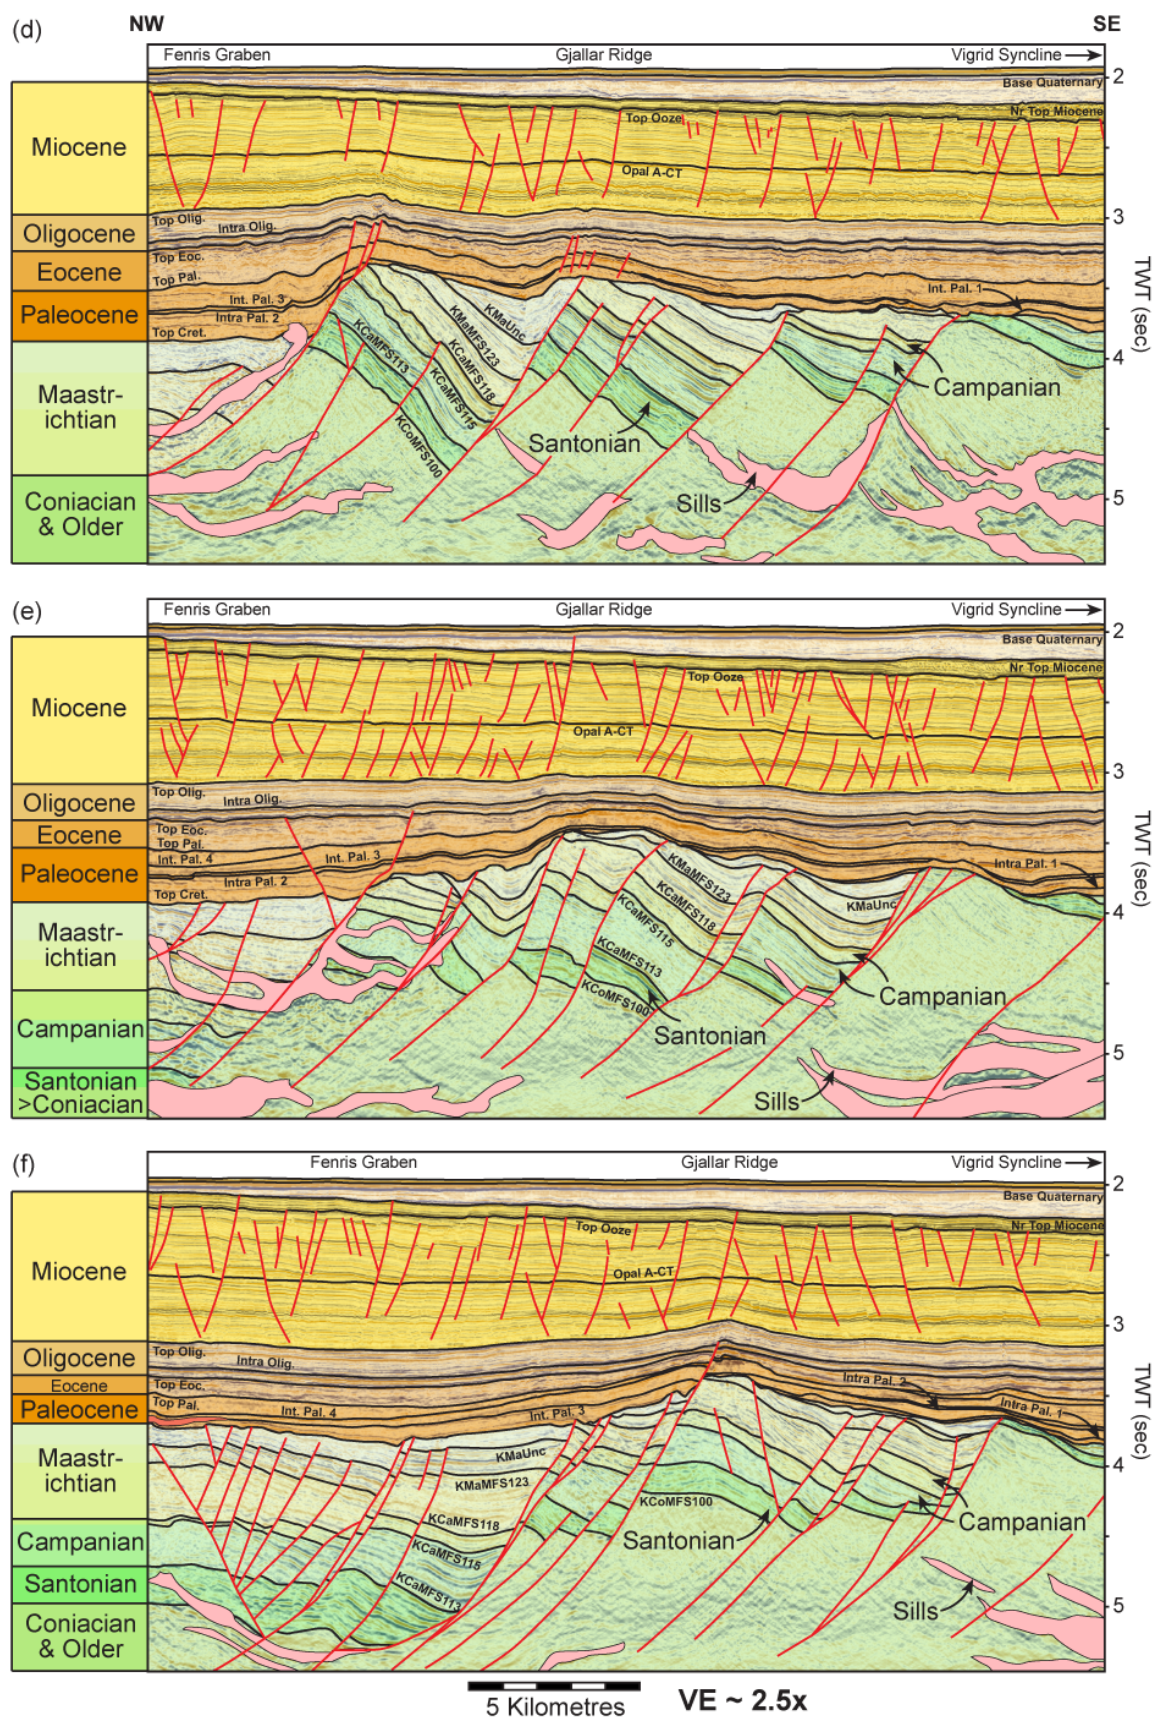 (d)
NW
SE
Fenris Graben
Gjallar Ridge
Vigrid Syncline
Base Quaternary
Nr Top Miocene
Top Ooze
Opal A-CT
Miocene
Oligocene
Eocene
Paleocene
Maastr-
ichtian
Coniacian
& Older
Top Olig.
Intra Olig.
Top Eoc.
Top Pal.
Int. Pal. 3
Intra Pal. 2
Top Cret.
Int. Pal. 1
KMaUnc
KMaMFS123
KCaMFS118
KCaMFS115
KCaMFS113
KCoMFS100
Santonian
Campanian
Sills
2
3
4
5
TWT (sec)
(e)
Fenris Graben
Gjallar Ridge
Vigrid Syncline
Base Quaternary
Nr Top Miocene
Top Ooze
Opal A-CT
Miocene
Oligocene
Eocene
Paleocene
Maastr-
ichtian
Campanian
Santonian
>Coniacian
Top Olig.
Intra Olig.
Top Eoc.
Top Pal.
Int. Pal. 4
Int. Pal. 3
Intra Pal. 2
Top Cret.
Intra Pal. 1
KMaMFS123
KMaUnc
KCaMFS118
KCaMFS115
KCaMFS113
KCoMFS100
Santonian
Campanian
Sills
2
3
4
5
TWT (sec)
(f)
Fenris Graben
Gjallar Ridge
Vigrid Syncline
Base Quaternary
Nr Top Miocene
Top Ooze
Opal A-CT
Miocene
Oligocene
Eocene
Paleocene
Maastr-
ichtian
Campanian
Santonian
Coniacian
& Older
Top Olig.
Intra Olig.
Top Eoc.
Top Pal.
Int. Pal. 4
Int. Pal. 3
Intra Pal. 2
Intra Pal. 1
KMaUnc
KMaMFS123
KCaMFS118
KCaMFS115
KCaMFS113
KCoMFS100
Santonian
Campanian
Sills
2
3
4
5
TWT (sec)
5 Kilometres
VE ~ 2.5x